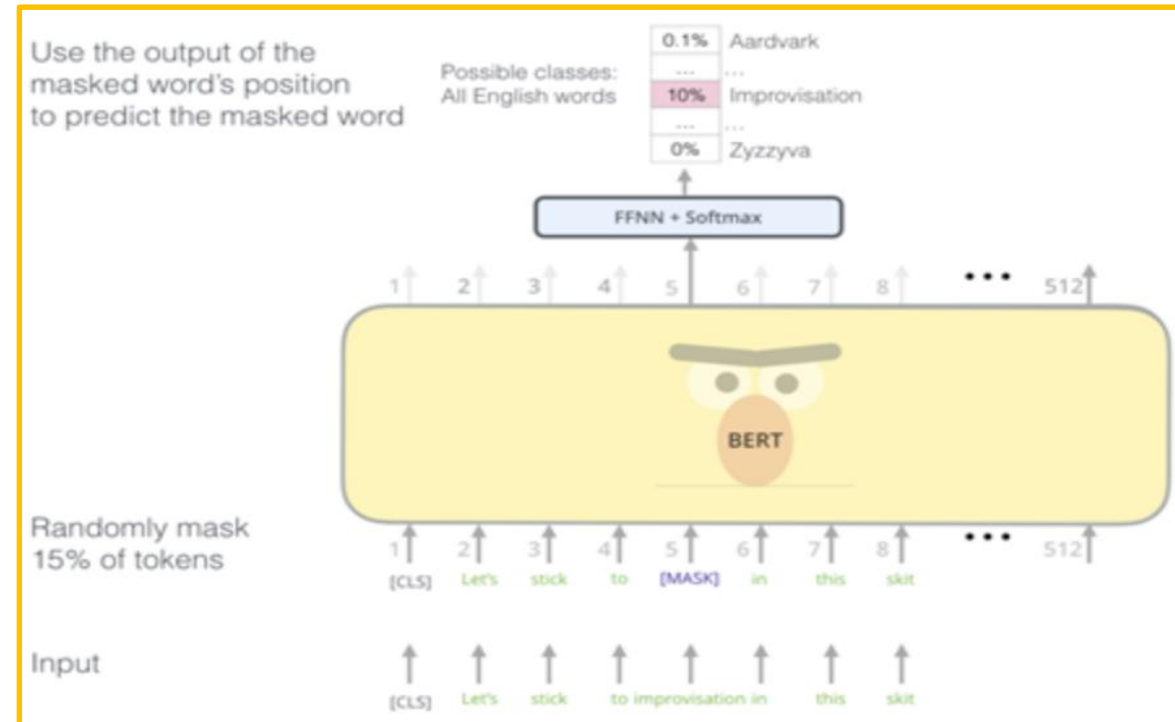 Use the output of the
masked word's position
to predict the masked word
Possible classes:
All English words
0.1% Aardvark
... ...
10% Improvisation
... ...
0% Zyzzyva
FFNN + Softmax
1 2 3 4 5 6 7 8 ... 512
BERT
Randomly mask
15% of tokens
1 2 3 4 5 6 7 8 ... 512
[CLS] Let's stick to [MASK] in this skit
Input
[CLS] Let's stick to improvisation in this skit